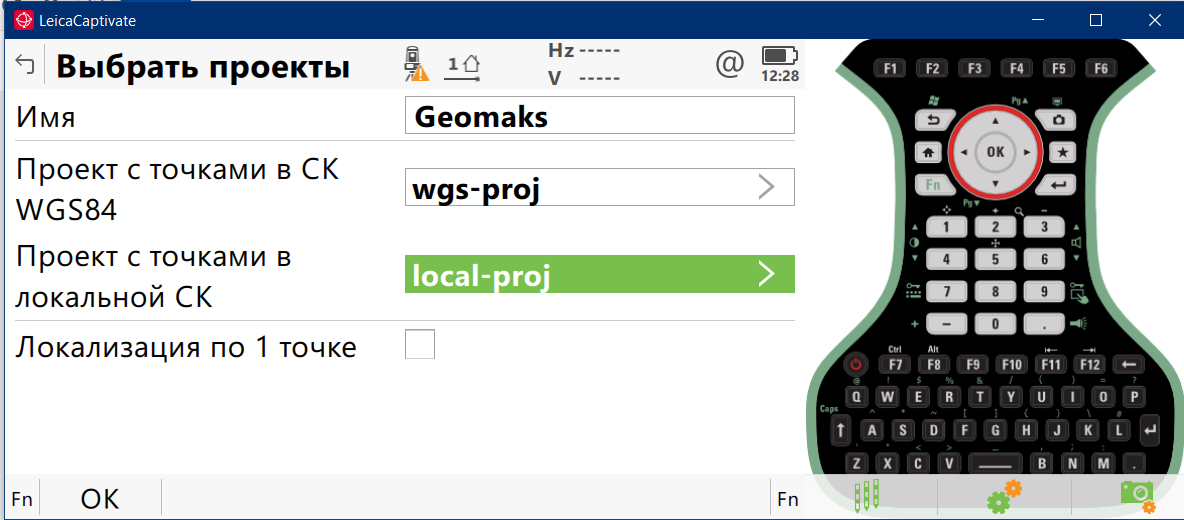 LeicaCaptivate
Выбрать проекты
1
Hz -----
V -----
@
12:28
Имя
Geomaks
Проект с точками в СК
WGS84
wgs-proj
Проект с точками в
локальной СК
local-proj
Локализация по 1 точке
Fn
OK
Fn
F1 F2 F3 F4 F5 F6
Pg
OK
Fn
Pg
+ -
1 2 3
4 5 6
7 8 9
+ - 0 .
Ctrl Alt
F7 F8 F9 F10 F11 F12
@ ! $ % & / ( ) = ?
Q W E R T Y U I O P
Caps
^ * ~ [ ] { } \ #
A S D F G H J K L
' " < > _ - , ; :
Z X C V B N M .